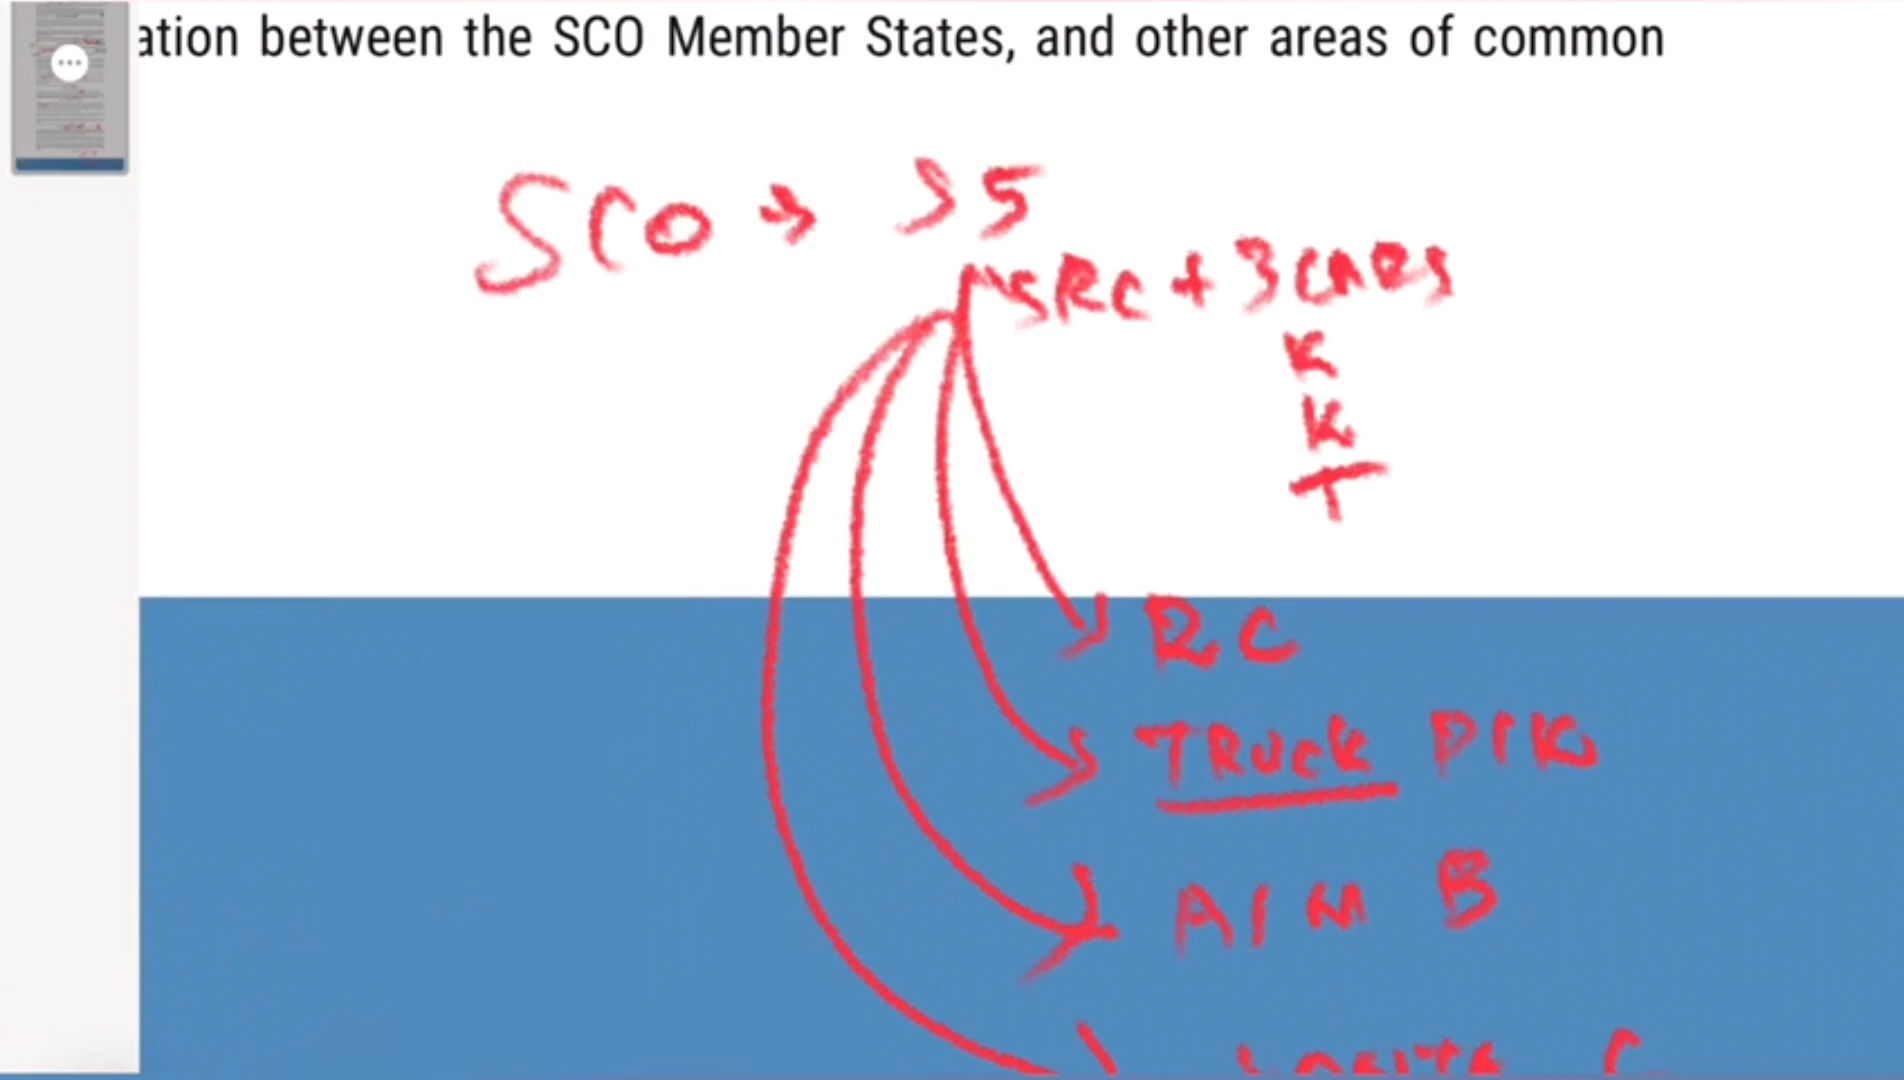 ation between the SCO Member States, and other areas of common
SCO → S5
SRC + 3 CARS
K
K
T
RC
TRUCK
AIM B